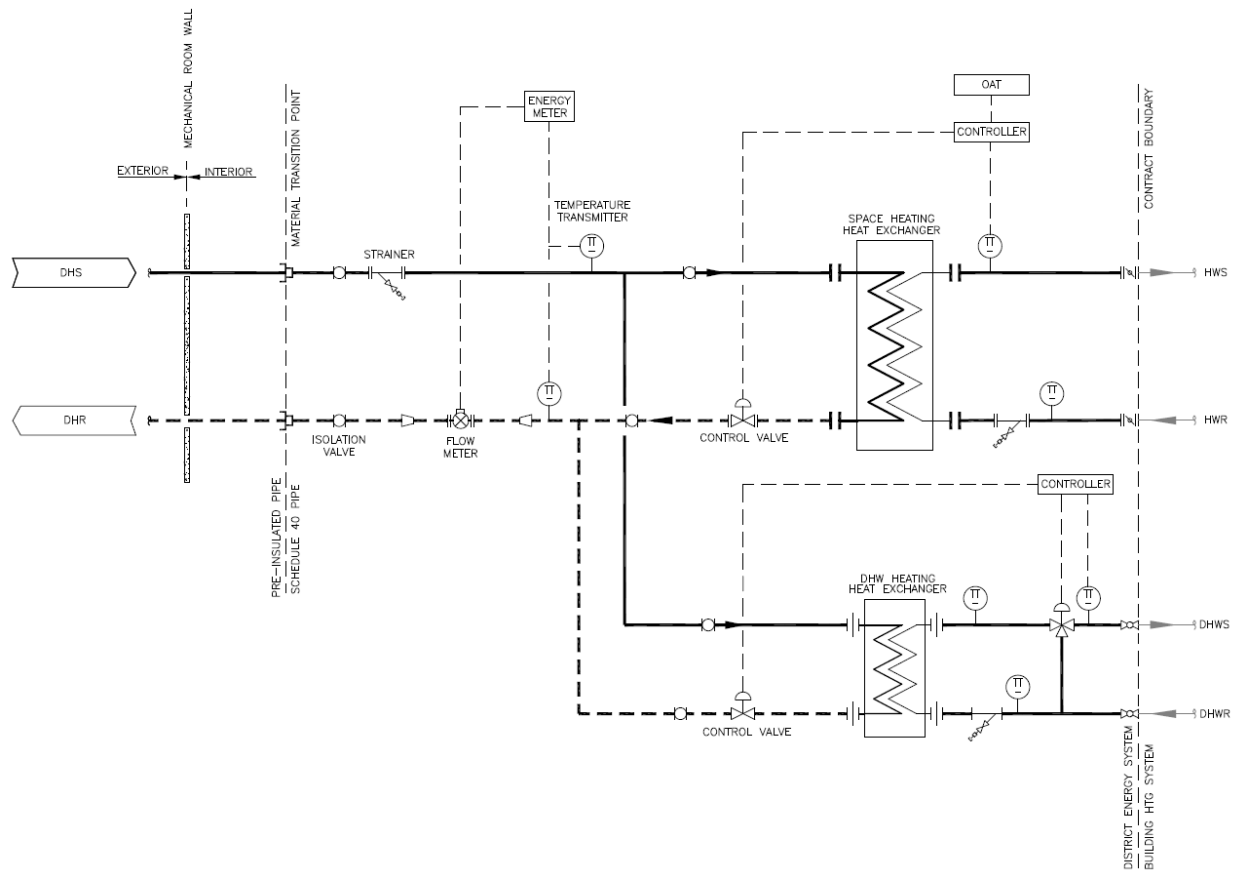 MECHANICAL ROOM WALL
EXTERIOR
INTERIOR
MATERIAL TRANSITION POINT
ENERGY
METER
OAT
CONTROLLER
CONTRACT BOUNDARY
TEMPERATURE
TRANSMITTER
TT
SPACE HEATING
HEAT EXCHANGER
TT
STRAINER
DHS
HWS
TT
TT
DHR
HWR
ISOLATION
VALVE
FLOW
METER
CONTROL VALVE
PRE-INSULATED PIPE
SCHEDULE 40 PIPE
CONTROLLER
DHW HEATING
HEAT EXCHANGER
TT
TT
DHWS
TT
DHWR
CONTROL VALVE
DISTRICT ENERGY SYSTEM
BUILDING HTG SYSTEM